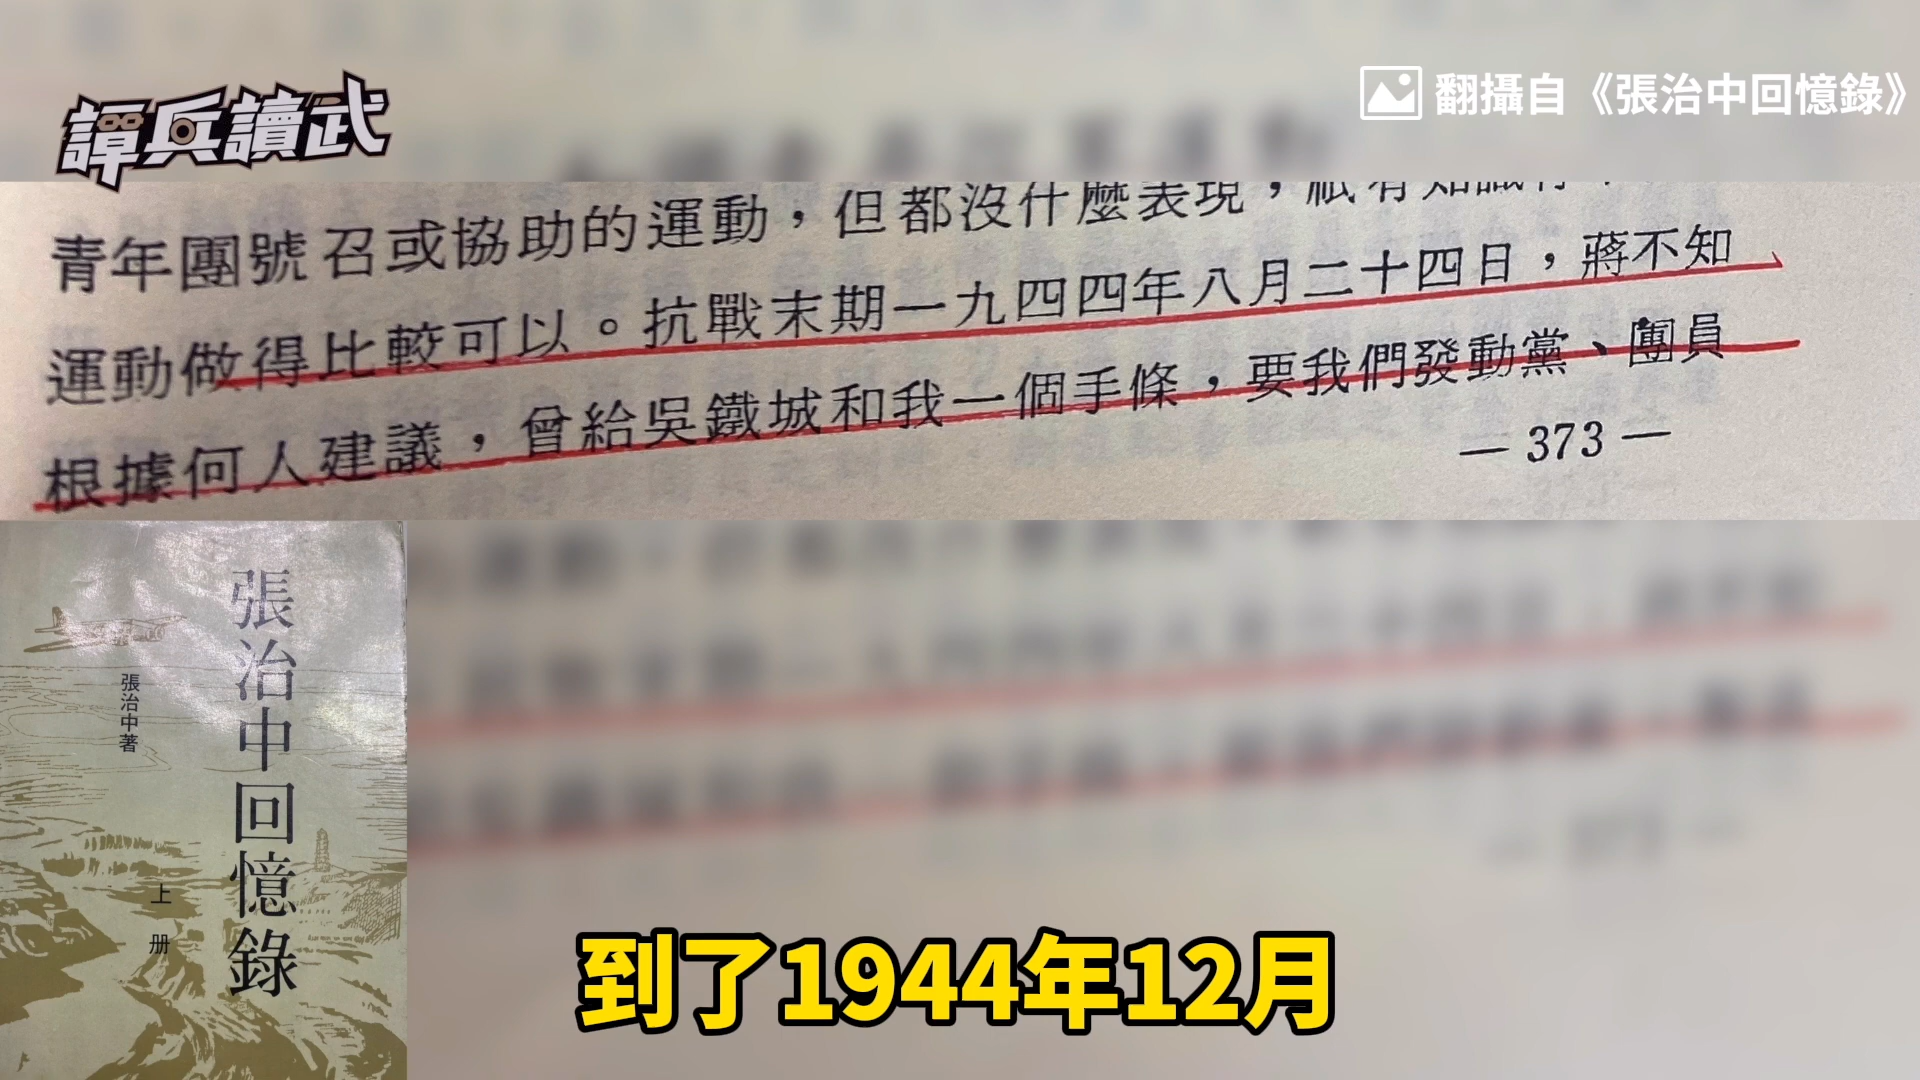 譚兵讀武
翻攝自《張治中回憶錄》
青年團號召或協助的運動，但都沒什麼表現，祇有知識
運動做得比較可以。抗戰末期一九四四年八月二十四日，蔣不知
根據何人建議，曾給吳鐵城和我一個手條，要我們發動黨、團員
— 373 —
張治中回憶錄
張治中著
上册
到了1944年12月